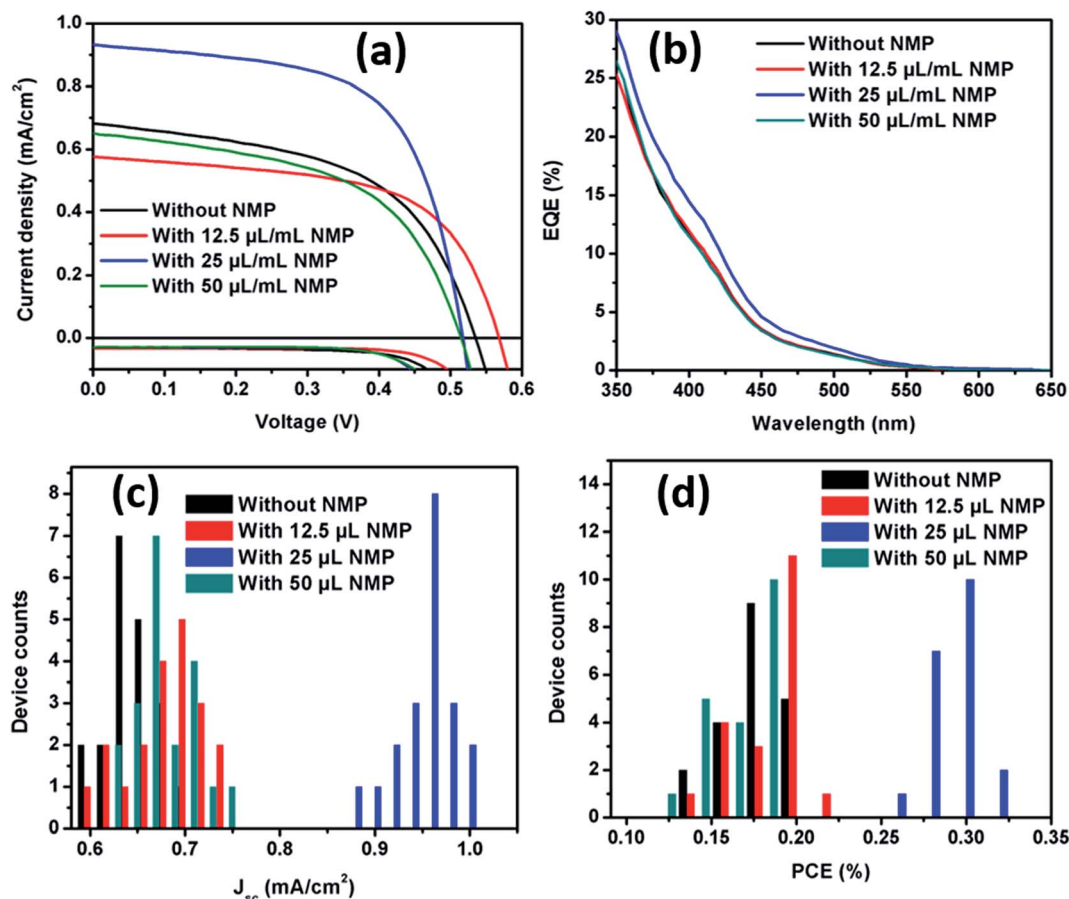 (a)
Current density (mA/cm²)
1.0
0.8
0.6
0.4
0.2
0.0
Without NMP
With 12.5 µL/mL NMP
With 25 µL/mL NMP
With 50 µL/mL NMP
0.0 0.1 0.2 0.3 0.4 0.5 0.6
Voltage (V)
(b)
EQE (%)
30
25
20
15
10
5
0
Without NMP
With 12.5 µL/mL NMP
With 25 µL/mL NMP
With 50 µL/mL NMP
350 400 450 500 550 600 650
Wavelength (nm)
(c)
Device counts
8
7
6
5
4
3
2
1
0
Without NMP
With 12.5 µL NMP
With 25 µL NMP
With 50 µL NMP
0.6 0.7 0.8 0.9 1.0
J_sc (mA/cm²)
(d)
Device counts
14
12
10
8
6
4
2
0
Without NMP
With 12.5 µL NMP
With 25 µL NMP
With 50 µL NMP
0.10 0.15 0.20 0.25 0.30 0.35
PCE (%)